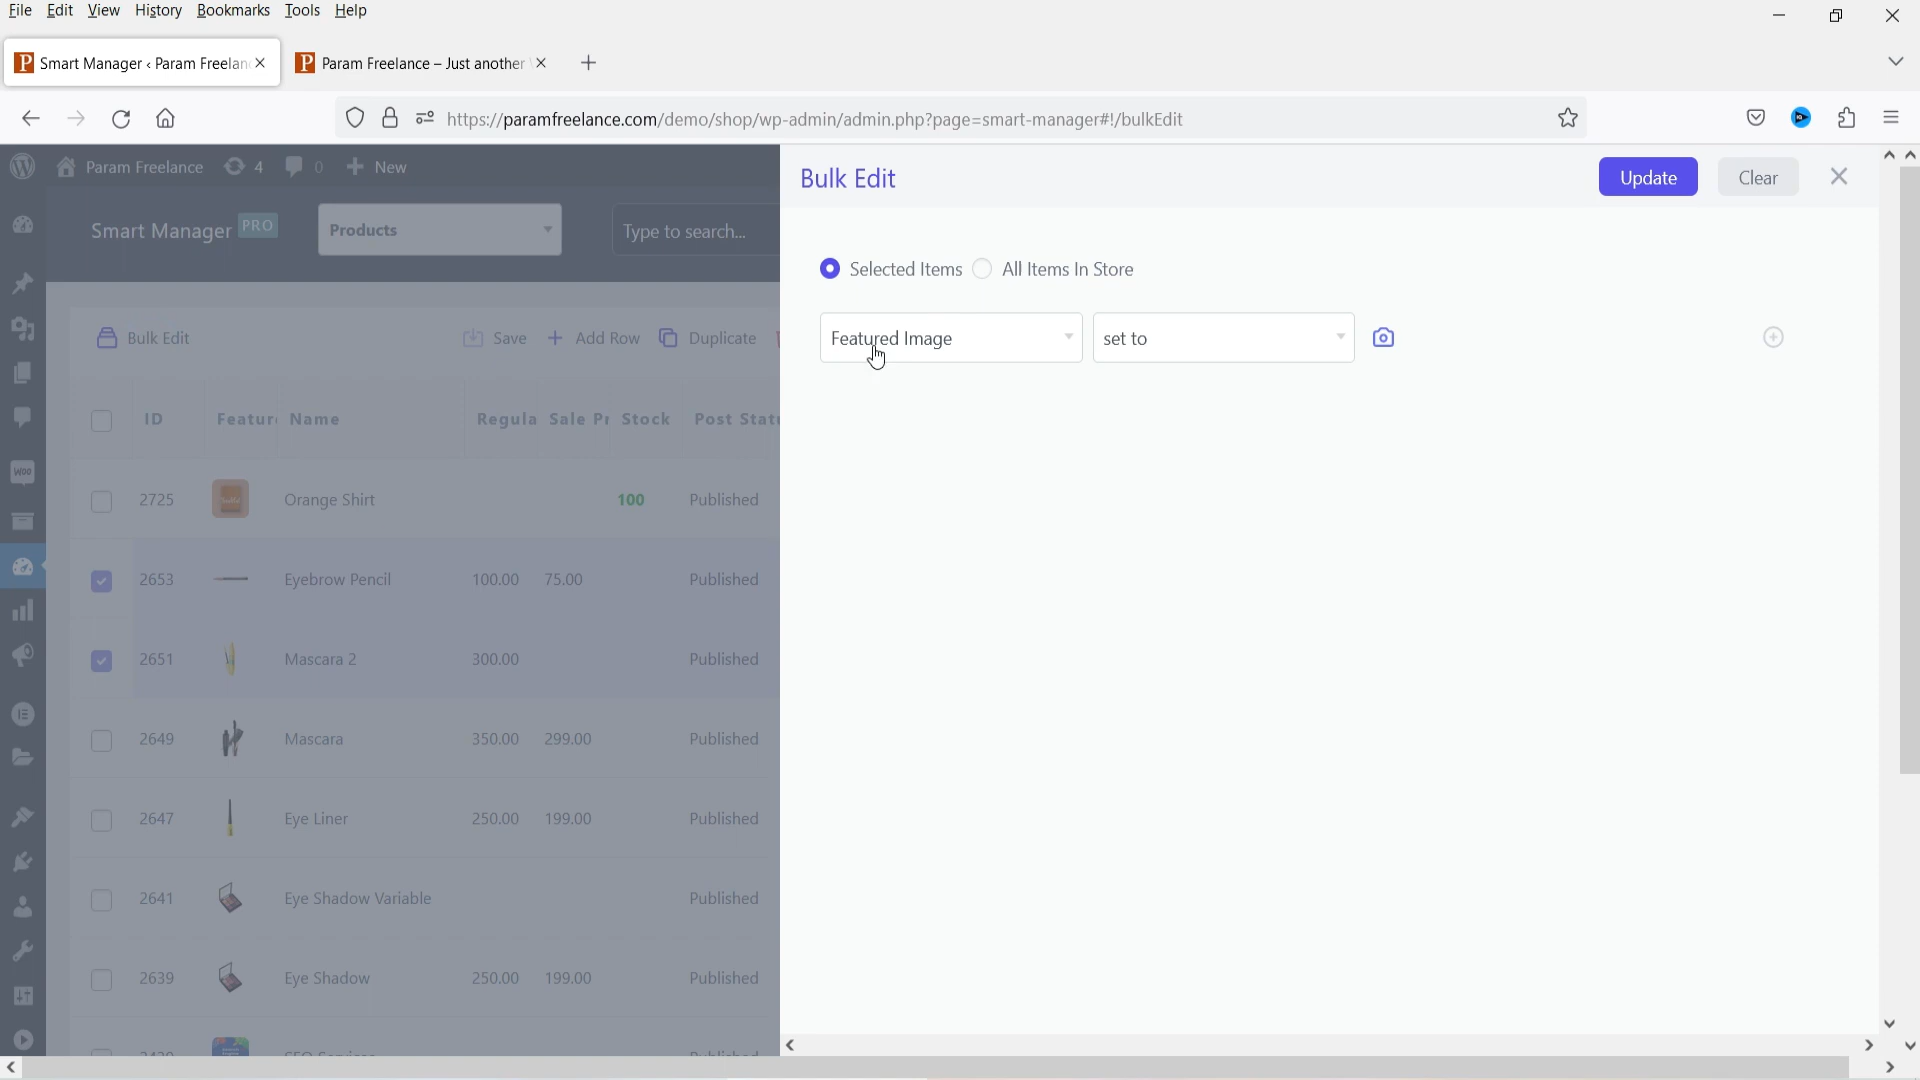 File Edit View History Bookmarks Tools Help
Smart Manager ‹ Param Freelan
Param Freelance – Just another
https://paramfreelance.com/demo/shop/wp-admin/admin.php?page=smart-manager#!/bulkEdit
Param Freelance 4 0 New
Bulk Edit
Update
Clear
Smart Manager PRO
Products
Type to search...
Selected Items
All Items In Store
Bulk Edit
Save
Add Row
Duplicate
Featured Image
set to
ID Featur Name Regula Sale Pr Stock Post Stat
2725 Orange Shirt 100 Published
2653 Eyebrow Pencil 100.00 75.00 Published
2651 Mascara 2 300.00 Published
2649 Mascara 350.00 299.00 Published
2647 Eye Liner 250.00 199.00 Published
2641 Eye Shadow Variable Published
2639 Eye Shadow 250.00 199.00 Published